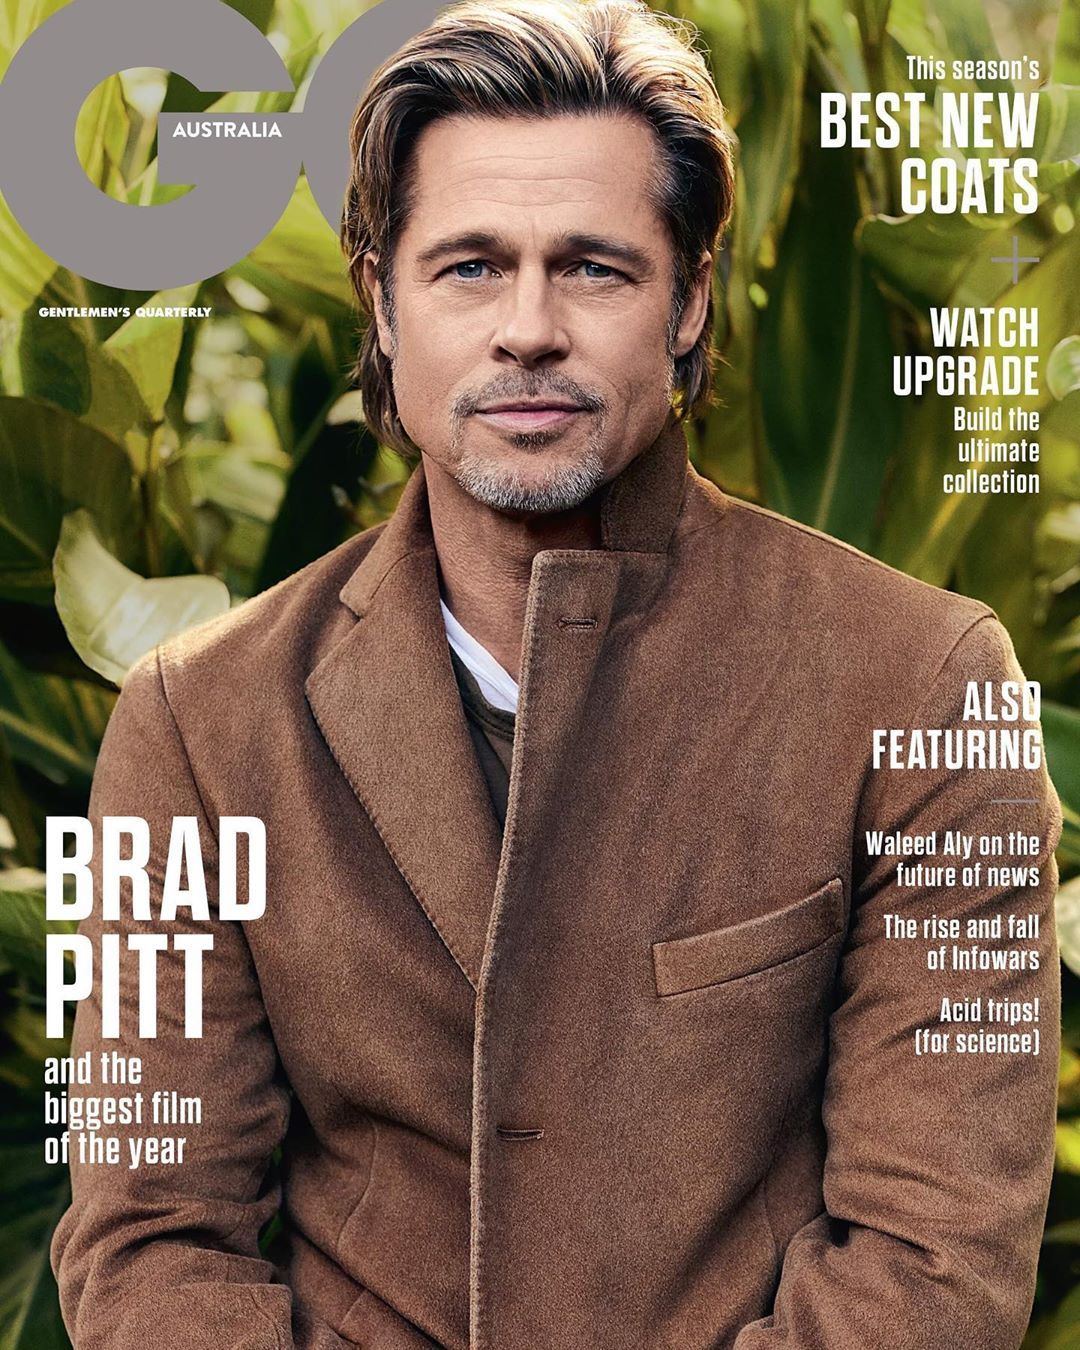 GQ
AUSTRALIA
GENTLEMEN'S QUARTERLY
This season's
BEST NEW
COATS
+
WATCH
UPGRADE
Build the
ultimate
collection
ALSO
FEATURING
Waleed Aly on the
future of news
The rise and fall
of Infowars
Acid trips!
(for science)
BRAD
PITT
and the
biggest film
of the year